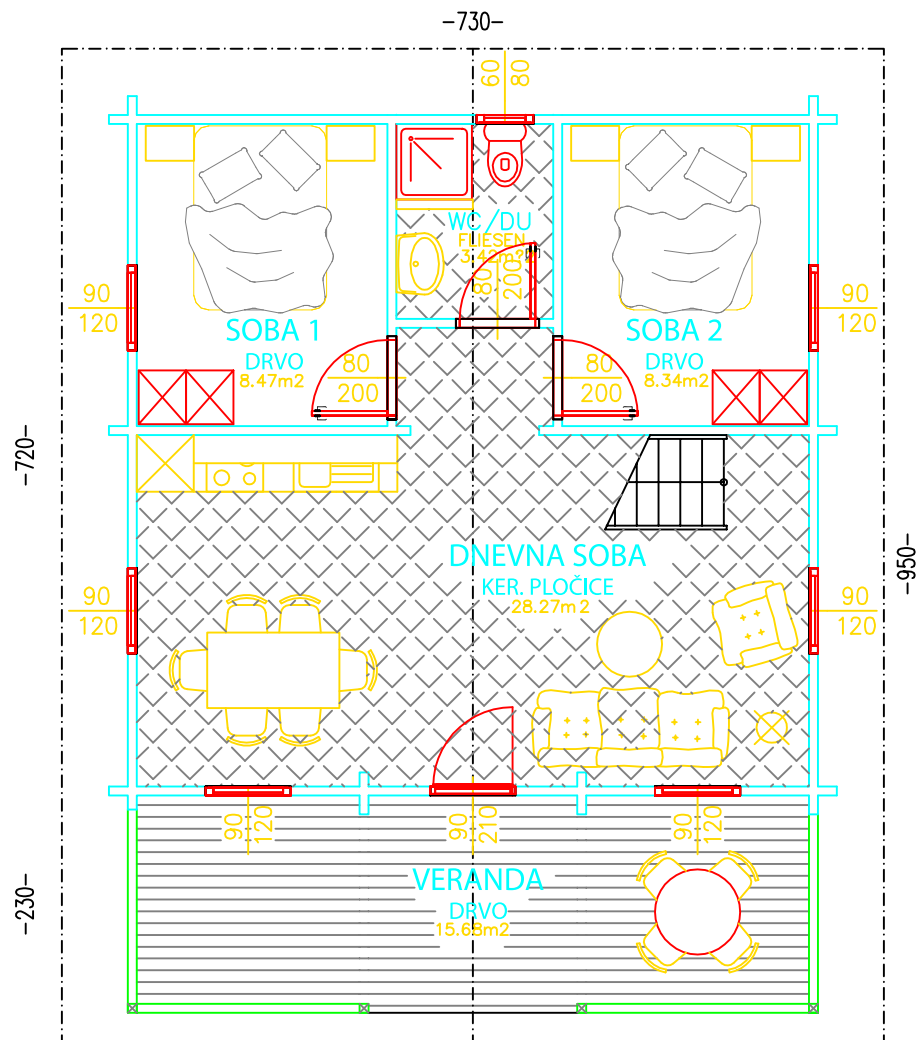 -730-
60
80
WC/DU
FLIESEN
3.42m2
80
200
90
120
SOBA 1
DRVO
8.47m2
80
200
SOBA 2
DRVO
8.34m2
80
200
90
120
-720-
DNEVNA SOBA
KER. PLOČICE
28.27m2
-950-
90
120
90
120
90
120
90
210
90
120
VERANDA
DRVO
15.68m2
-230-